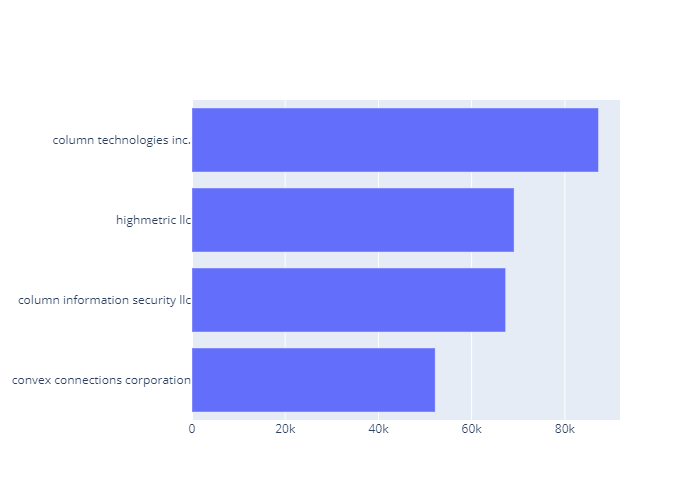 column technologies inc.
highmetric llc
column information security llc
convex connections corporation
0 20k 40k 60k 80k